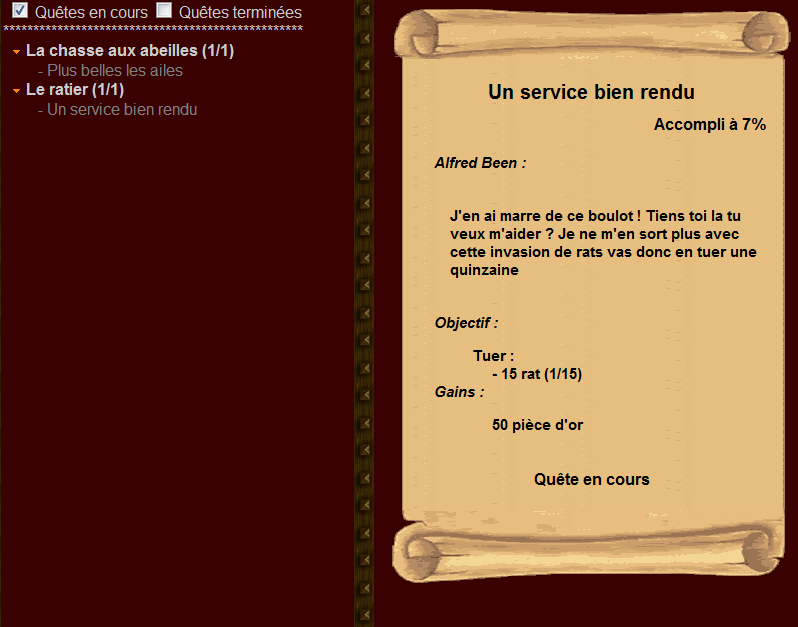 Quêtes en cours Quêtes terminées
**************************************************
La chasse aux abeilles (1/1)
- Plus belles les ailes
Le ratier (1/1)
- Un service bien rendu
Un service bien rendu
Accompli à 7%
Alfred Been :
J'en ai marre de ce boulot ! Tiens toi la tu
veux m'aider ? Je ne m'en sort plus avec
cette invasion de rats vas donc en tuer une
quinzaine
Objectif :
Tuer :
- 15 rat (1/15)
Gains :
50 pièce d'or
Quête en cours